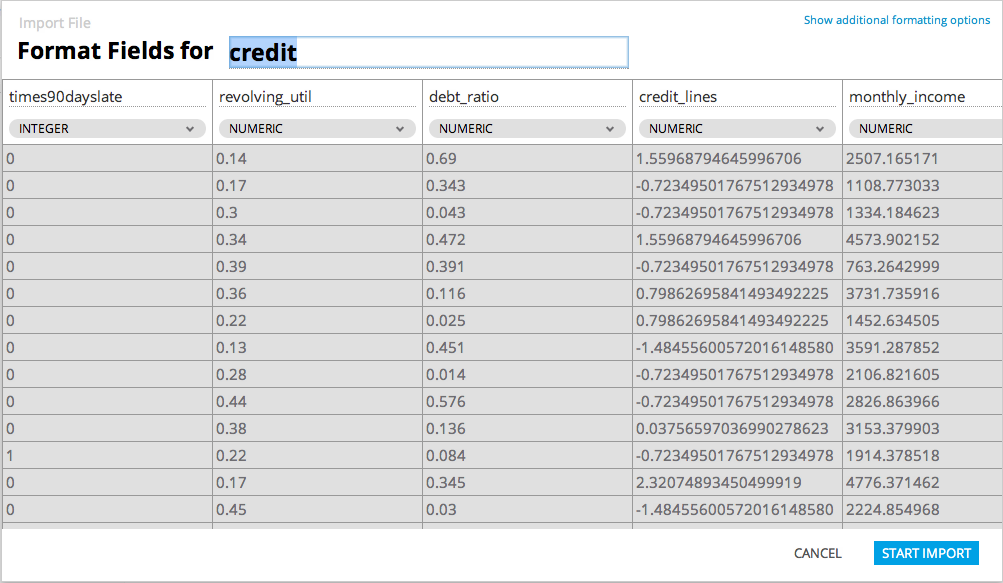 Import File
Show additional formatting options
Format Fields for credit
times90dayslate revolving_util debt_ratio credit_lines monthly_income
INTEGER NUMERIC NUMERIC NUMERIC NUMERIC
0 0.14 0.69 1.55968794645996706 2507.165171
0 0.17 0.343 -0.72349501767512934978 1108.773033
0 0.3 0.043 -0.72349501767512934978 1334.184623
0 0.34 0.472 1.55968794645996706 4573.902152
0 0.39 0.391 -0.72349501767512934978 763.2642999
0 0.36 0.116 0.79862695841493492225 3731.735916
0 0.22 0.025 0.79862695841493492225 1452.634505
0 0.13 0.451 -1.48455600572016148580 3591.287852
0 0.28 0.014 -0.72349501767512934978 2106.821605
0 0.44 0.576 -0.72349501767512934978 2826.863966
0 0.38 0.136 0.03756597036990278623 3153.379903
1 0.22 0.084 -0.72349501767512934978 1914.378518
0 0.17 0.345 2.32074893450499919 4776.371462
0 0.45 0.03 -1.48455600572016148580 2224.854968
CANCEL START IMPORT